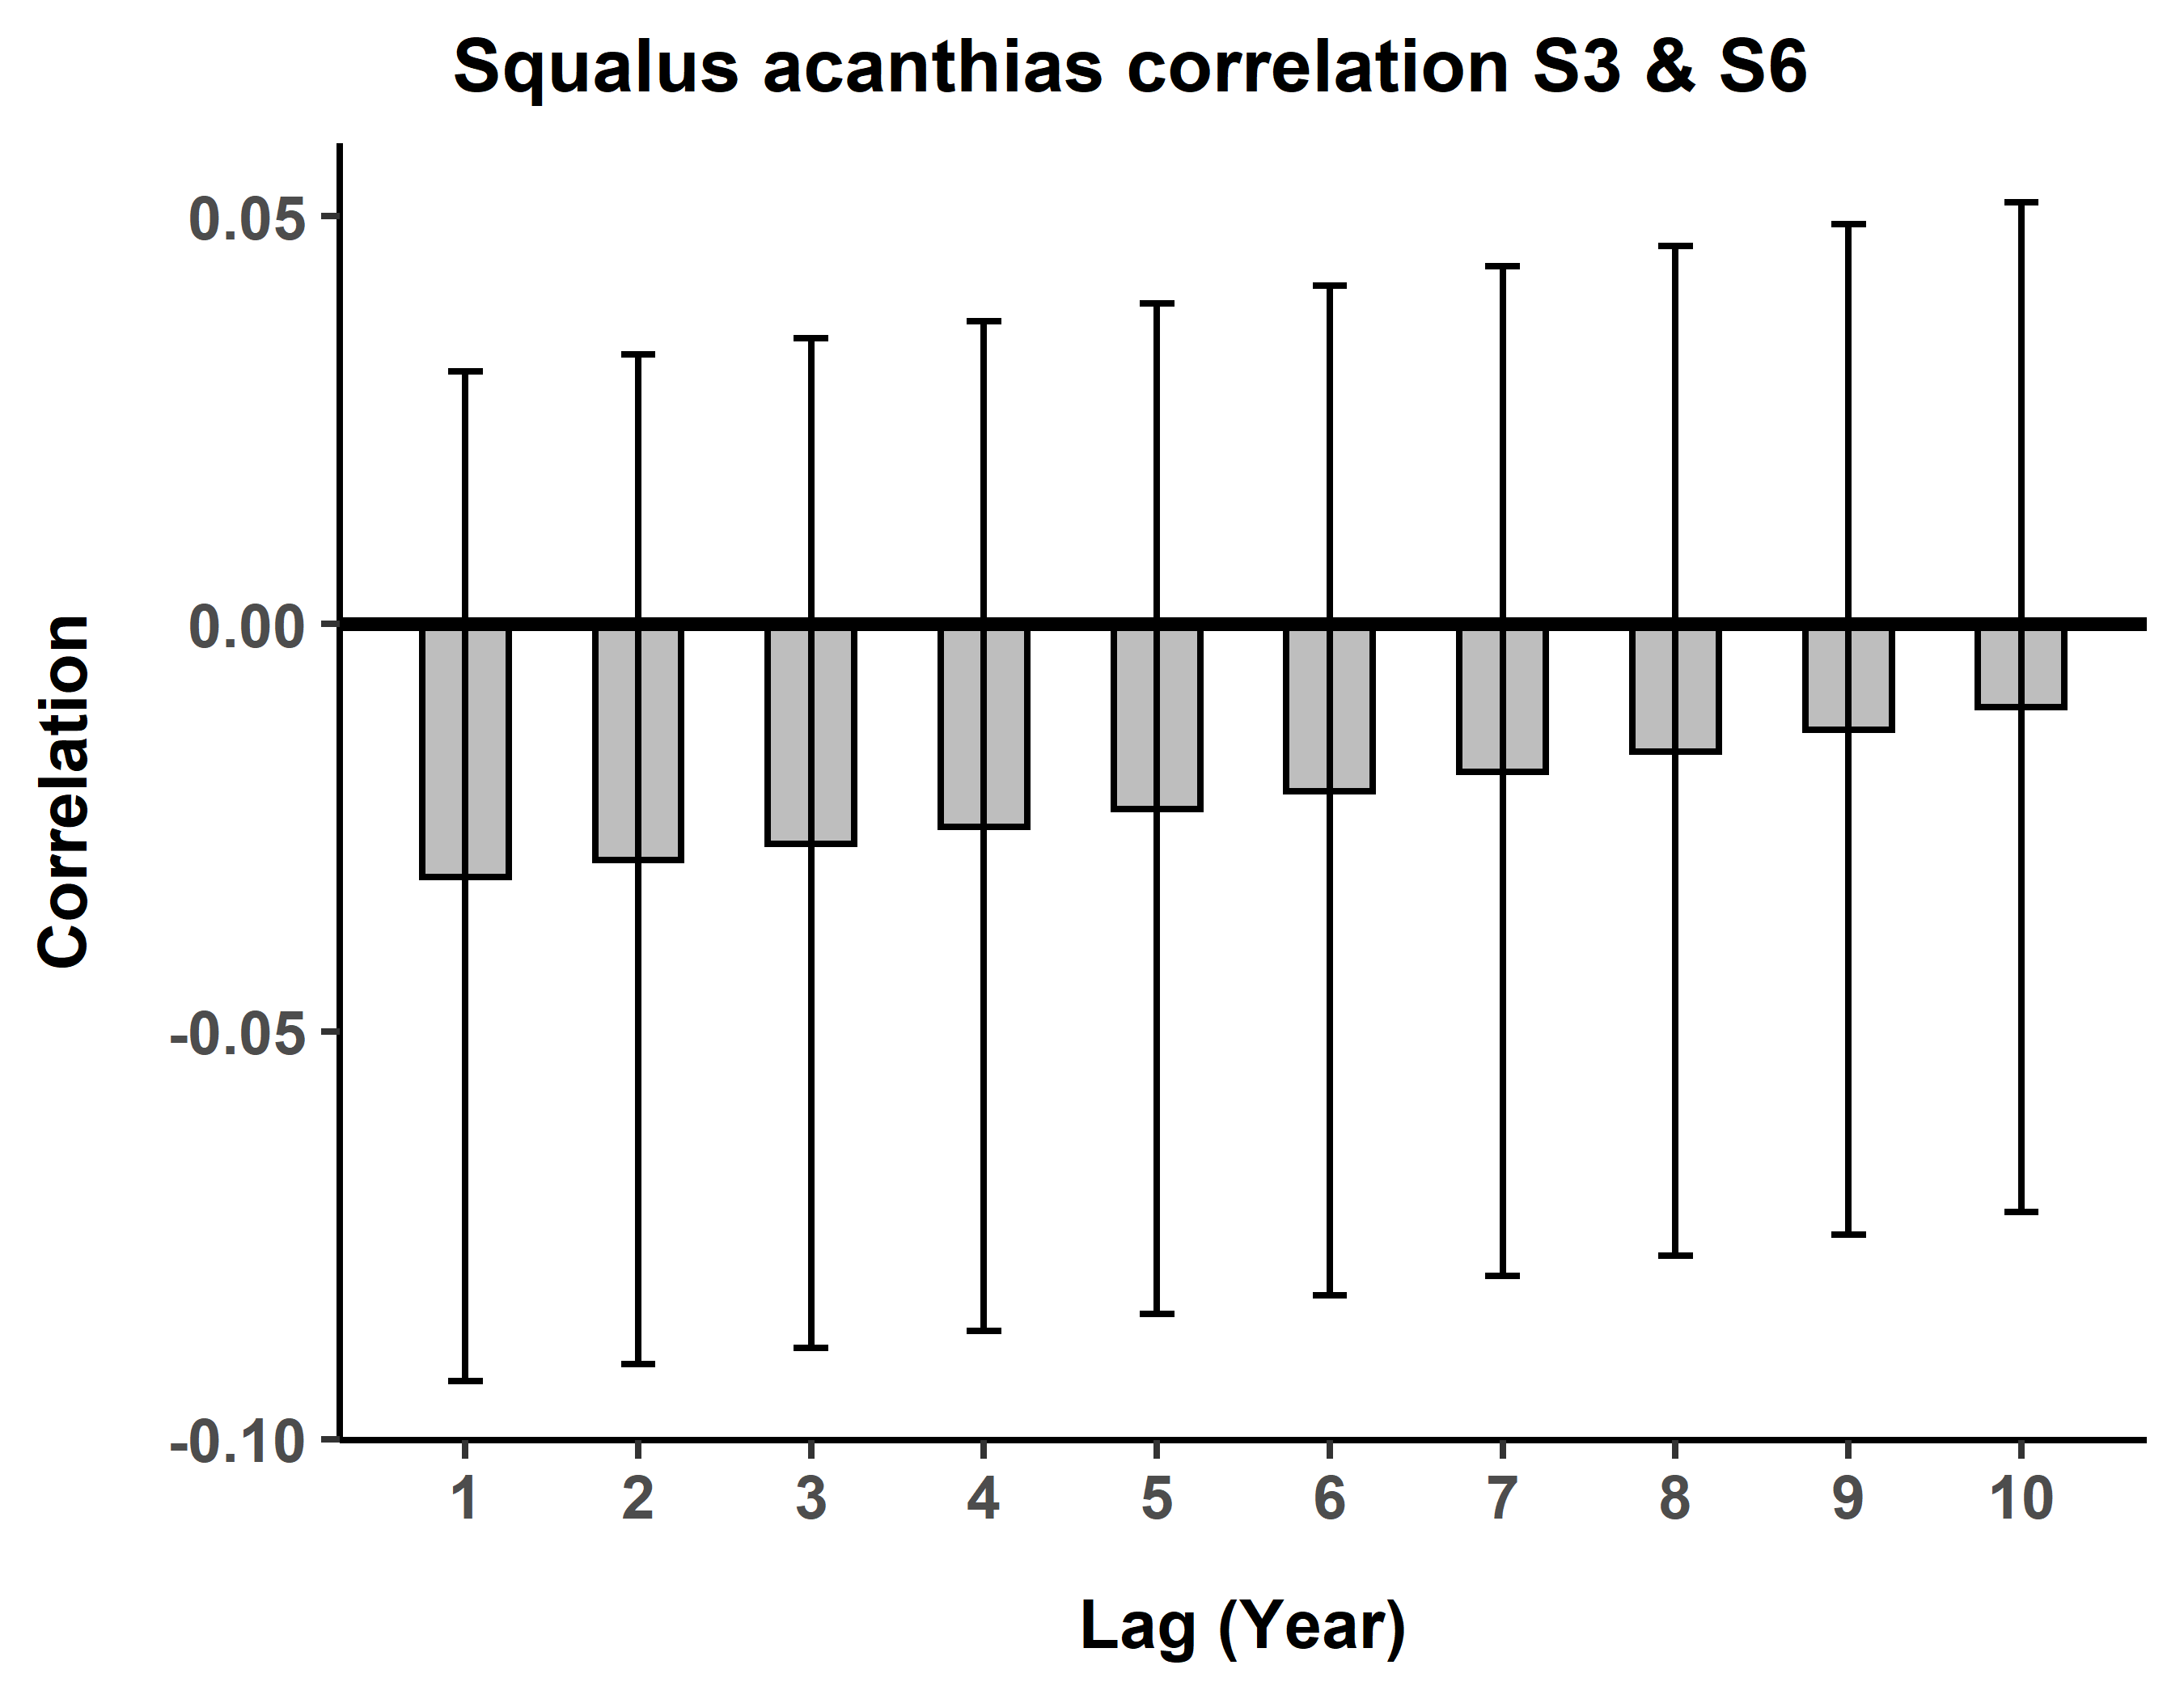 Squalus acanthias correlation S3 & S6
0.05
0.00
-0.05
-0.10
Correlation
1 2 3 4 5 6 7 8 9 10
Lag (Year)